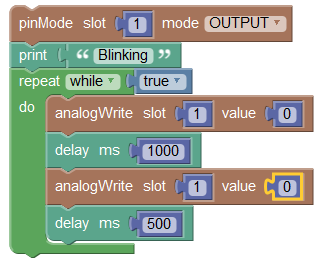 pinMode slot 1 mode OUTPUT
print “ Blinking ”
repeat while true
do
analogWrite slot 1 value 0
delay ms 1000
analogWrite slot 1 value 0
delay ms 500